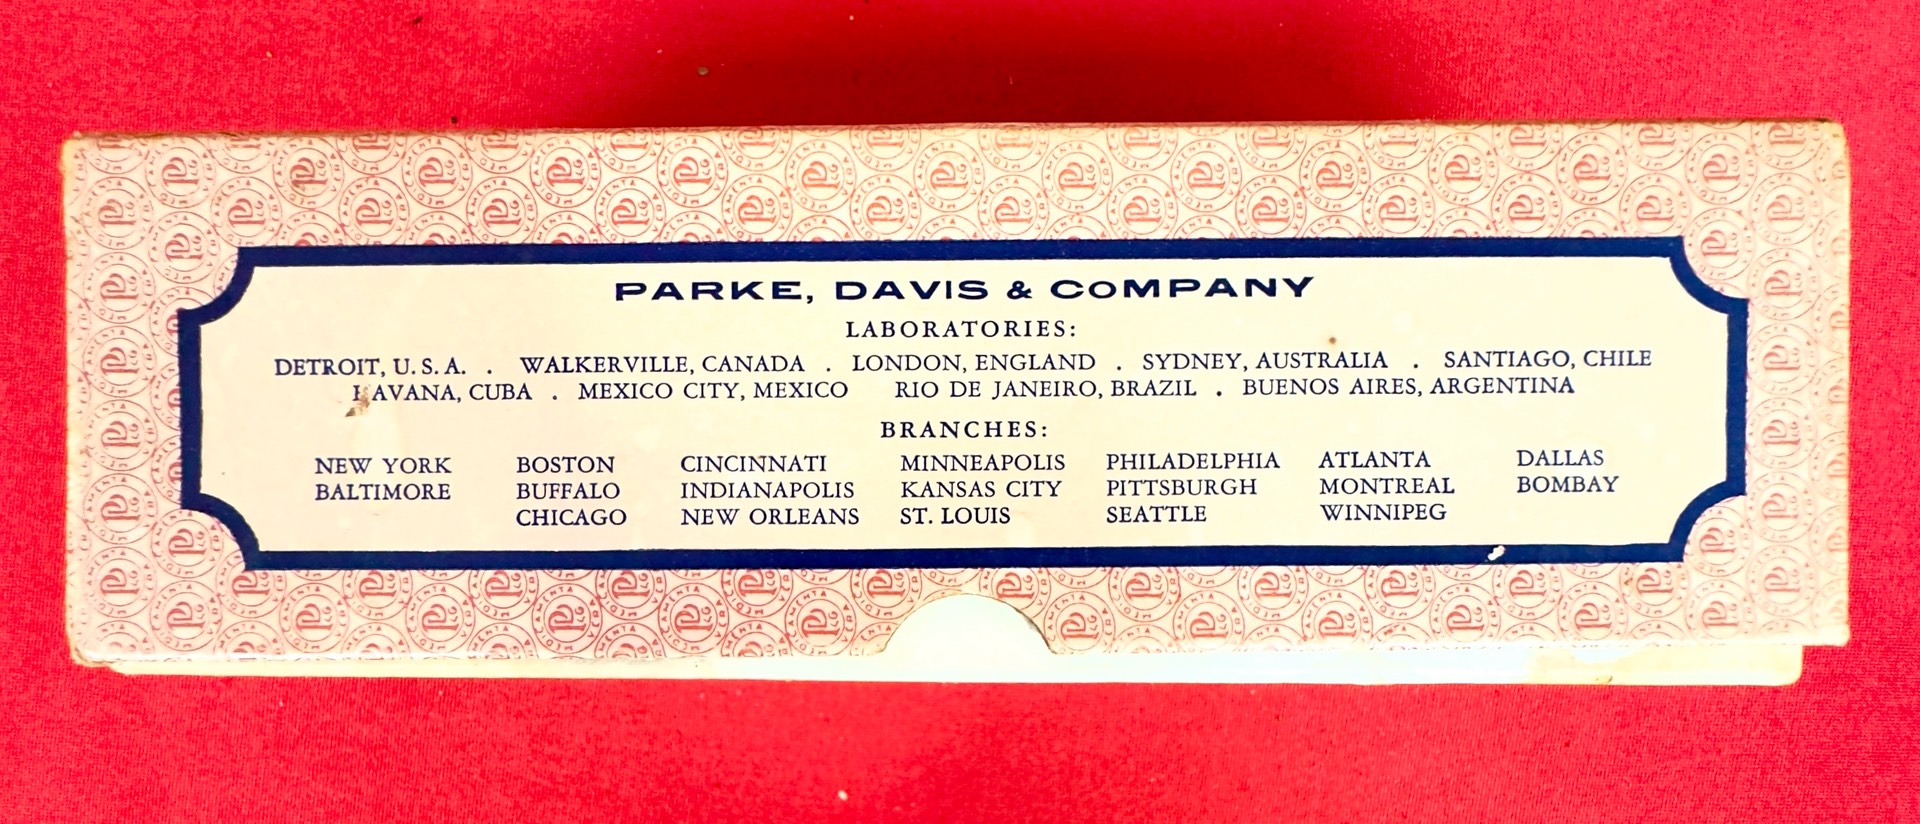 PARKE, DAVIS & COMPANY
LABORATORIES:
DETROIT, U. S. A. . WALKERVILLE, CANADA . LONDON, ENGLAND . SYDNEY, AUSTRALIA . SANTIAGO, CHILE
HAVANA, CUBA . MEXICO CITY, MEXICO RIO DE JANEIRO, BRAZIL . BUENOS AIRES, ARGENTINA
BRANCHES:
NEW YORK BOSTON CINCINNATI MINNEAPOLIS PHILADELPHIA ATLANTA DALLAS
BALTIMORE BUFFALO INDIANAPOLIS KANSAS CITY PITTSBURGH MONTREAL BOMBAY
CHICAGO NEW ORLEANS ST. LOUIS SEATTLE WINNIPEG